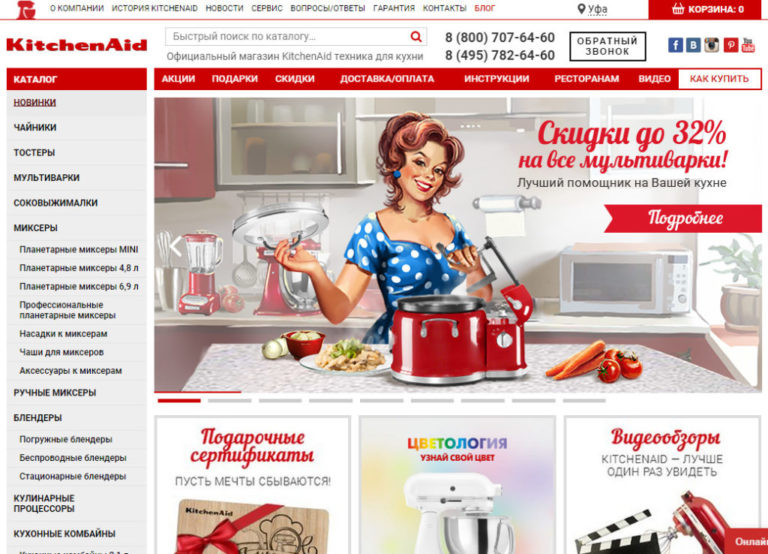 О КОМПАНИИ ИСТОРИЯ KITCHENAID НОВОСТИ СЕРВИС ВОПРОСЫ/ОТВЕТЫ ГАРАНТИЯ КОНТАКТЫ БЛОГ
Уфа
КОРЗИНА: 0
KitchenAid
Быстрый поиск по каталогу...
Официальный магазин KitchenAid техника для кухни
8 (800) 707-64-60
8 (495) 782-64-60
ОБРАТНЫЙ
ЗВОНОК
You
Tube
КАТАЛОГ
АКЦИИ ПОДАРКИ СКИДКИ ДОСТАВКА/ОПЛАТА ИНСТРУКЦИИ РЕСТОРАНАМ ВИДЕО КАК КУПИТЬ
НОВИНКИ
ЧАЙНИКИ
ТОСТЕРЫ
МУЛЬТИВАРКИ
СОКОВЫЖИМАЛКИ
МИКСЕРЫ
Планетарные миксеры MINI
Планетарные миксеры 4,8 л
Планетарные миксеры 6,9 л
Профессиональные
планетарные миксеры
Насадки к миксерам
Чаши для миксеров
Аксессуары к миксерам
РУЧНЫЕ МИКСЕРЫ
БЛЕНДЕРЫ
Погружные блендеры
Беспроводные блендеры
Стационарные блендеры
КУЛИНАРНЫЕ
ПРОЦЕССОРЫ
КУХОННЫЕ КОМБАЙНЫ
Скидки до 32%
на все мультиварки!
Лучший помощник на Вашей кухне
Подробнее
Подарочные
сертификаты
ПУСТЬ МЕЧТЫ СБЫВАЮТСЯ!
KitchenAid
ЦВЕТОЛОГИЯ
УЗНАЙ СВОЙ ЦВЕТ
Видеообзоры
KITCHENAID — ЛУЧШЕ
ОДИН РАЗ УВИДЕТЬ
Онлай